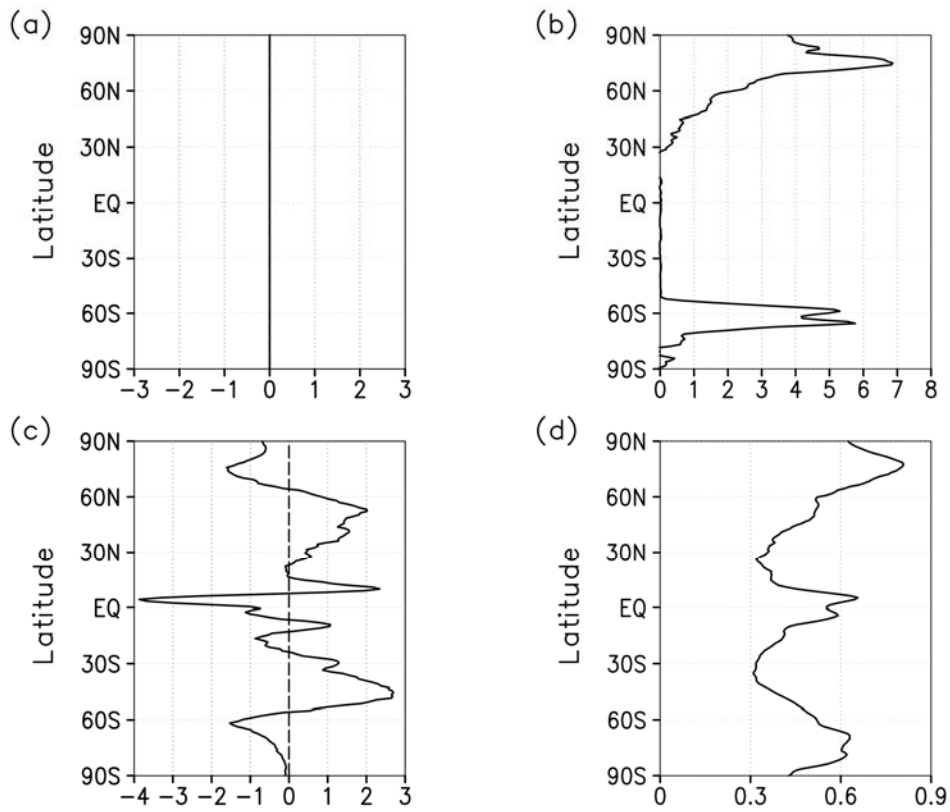 (a)
90N
60N
30N
EQ
30S
60S
90S
Latitude
−3 −2 −1 0 1 2 3
(b)
90N
60N
30N
EQ
30S
60S
90S
Latitude
0 1 2 3 4 5 6 7 8
(c)
90N
60N
30N
EQ
30S
60S
90S
Latitude
−4 −3 −2 −1 0 1 2 3
(d)
90N
60N
30N
EQ
30S
60S
90S
Latitude
0 0.3 0.6 0.9